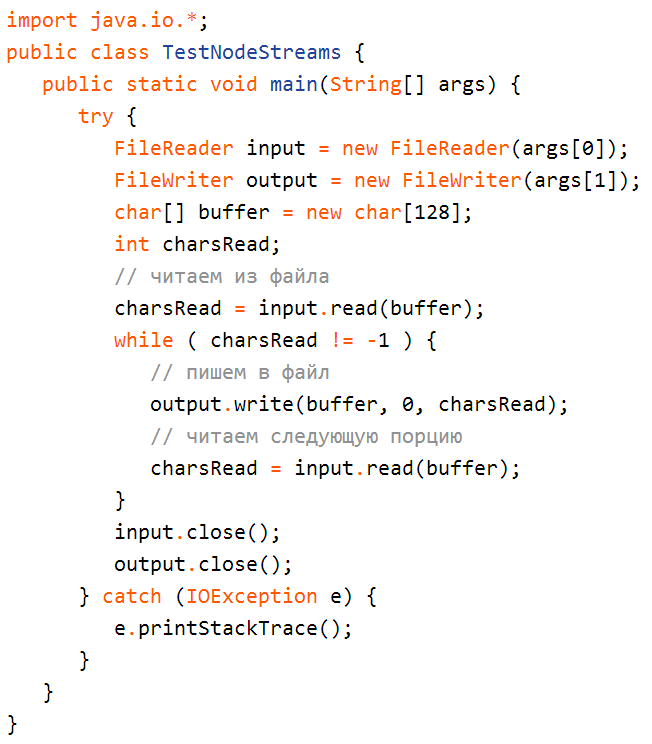 import java.io.*;
public class TestNodeStreams {
public static void main(String[] args) {
try {
FileReader input = new FileReader(args[0]);
FileWriter output = new FileWriter(args[1]);
char[] buffer = new char[128];
int charsRead;
// читаем из файла
charsRead = input.read(buffer);
while ( charsRead != -1 ) {
// пишем в файл
output.write(buffer, 0, charsRead);
// читаем следующую порцию
charsRead = input.read(buffer);
}
input.close();
output.close();
} catch (IOException e) {
e.printStackTrace();
}
}
}